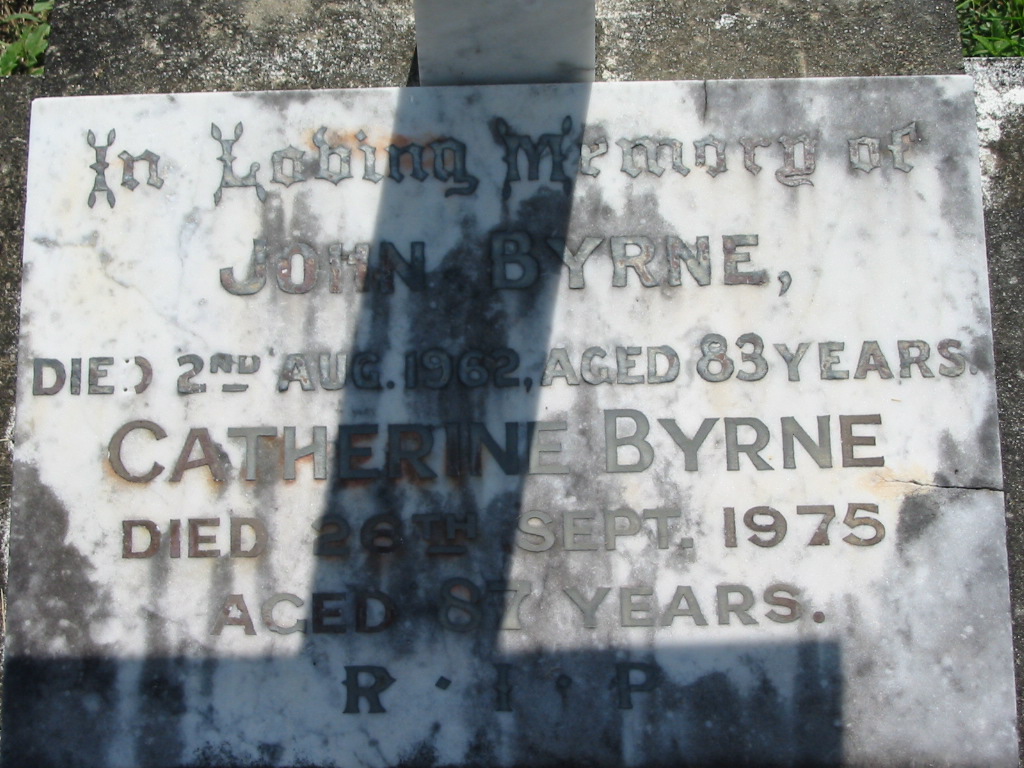 In Loving Memory of
JOHN BYRNE,
DIED 2ND AUG. 1962, AGED 83 YEARS.
CATHERINE BYRNE
DIED 26TH SEPT. 1975
AGED 87 YEARS.
R · I · P